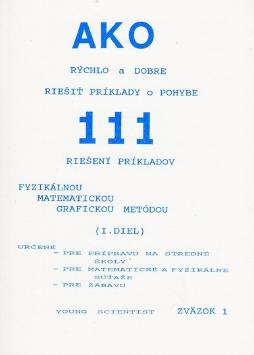 AKO
RÝCHLO a DOBRE
RIEŠIŤ PRÍKLADY o POHYBE
111
RIEŠENÍ PRÍKLADOV
FYZIKÁLNOU
MATEMATICKOU
GRAFICKOU METÓDOU
(I.DIEL)
URČENÉ
- PRE PRÍPRAVU NA STREDNÉ
ŠKOLY
- PRE MATEMATICKÉ A FYZIKÁLNE
SÚŤAŽE
- PRE ZÁBAVU
YOUNG SCIENTIST ZVÄZOK 1